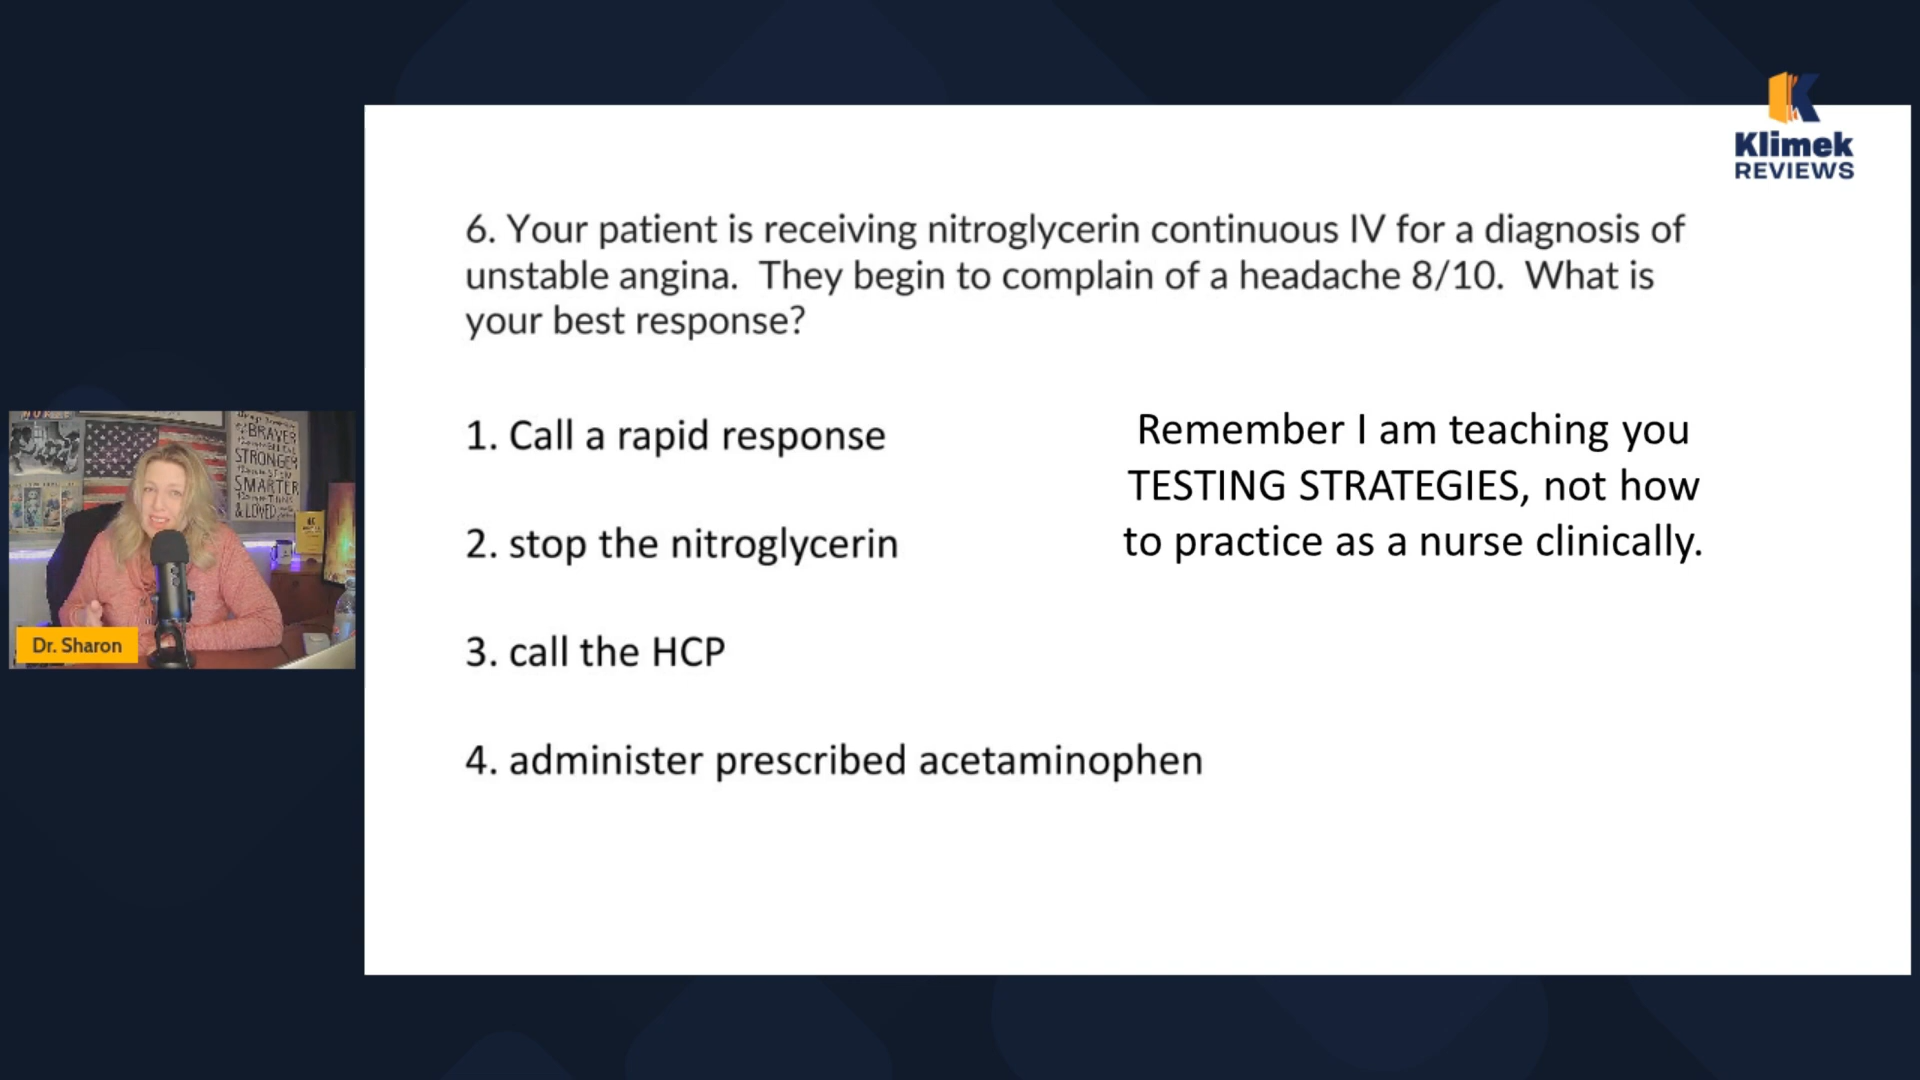 Klimek
REVIEWS
6. Your patient is receiving nitroglycerin continuous IV for a diagnosis of
unstable angina.  They begin to complain of a headache 8/10.  What is
your best response?
1. Call a rapid response
2. stop the nitroglycerin
3. call the HCP
4. administer prescribed acetaminophen
Remember I am teaching you
TESTING STRATEGIES, not how
to practice as a nurse clinically.
BRAVER
STRONGER
SMARTER
& LOVED
Dr. Sharon